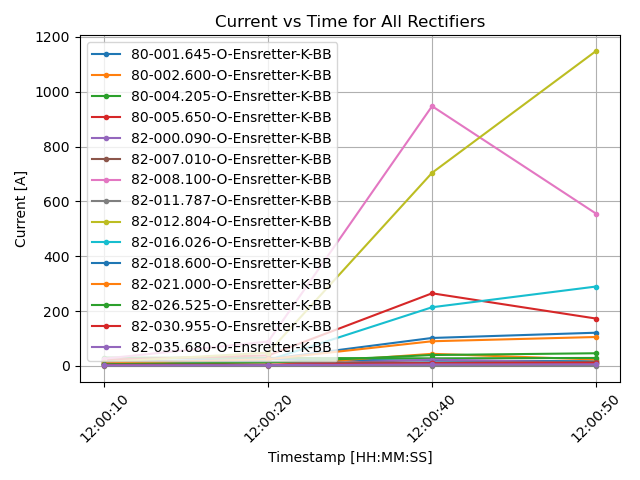 Current vs Time for All Rectifiers
1200
1000
800
600
400
200
0
Current [A]
80-001.645-O-Ensretter-K-BB
80-002.600-O-Ensretter-K-BB
80-004.205-O-Ensretter-K-BB
80-005.650-O-Ensretter-K-BB
82-000.090-O-Ensretter-K-BB
82-007.010-O-Ensretter-K-BB
82-008.100-O-Ensretter-K-BB
82-011.787-O-Ensretter-K-BB
82-012.804-O-Ensretter-K-BB
82-016.026-O-Ensretter-K-BB
82-018.600-O-Ensretter-K-BB
82-021.000-O-Ensretter-K-BB
82-026.525-O-Ensretter-K-BB
82-030.955-O-Ensretter-K-BB
82-035.680-O-Ensretter-K-BB
12:00:10
12:00:20
12:00:40
12:00:50
Timestamp [HH:MM:SS]